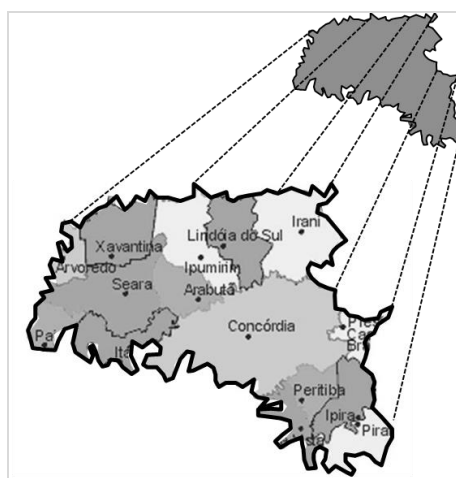 Irani
Lindóia do Sul
Xavantina
Arvoredo
Ipumirim
Seara
Arabutã
Concórdia
Peritiba
Ipira